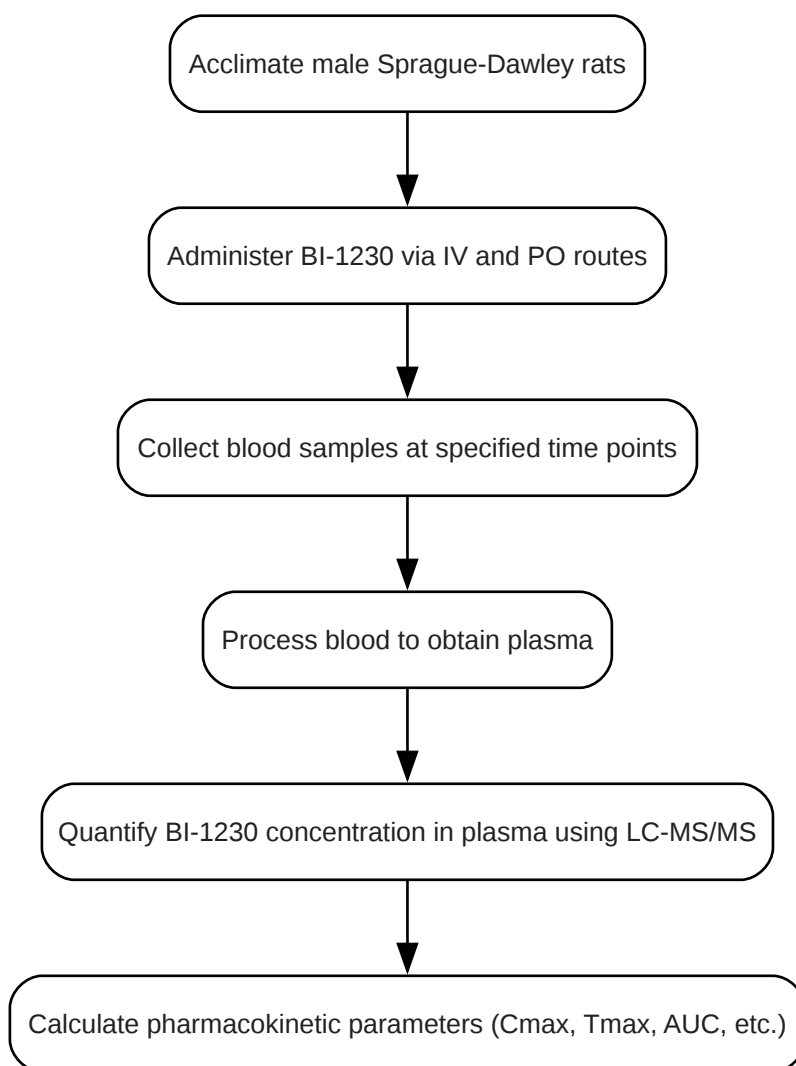 Acclimate male Sprague-Dawley rats
Administer BI-1230 via IV and PO routes
Collect blood samples at specified time points
Process blood to obtain plasma
Quantify BI-1230 concentration in plasma using LC-MS/MS
Calculate pharmacokinetic parameters (Cmax, Tmax, AUC, etc.)